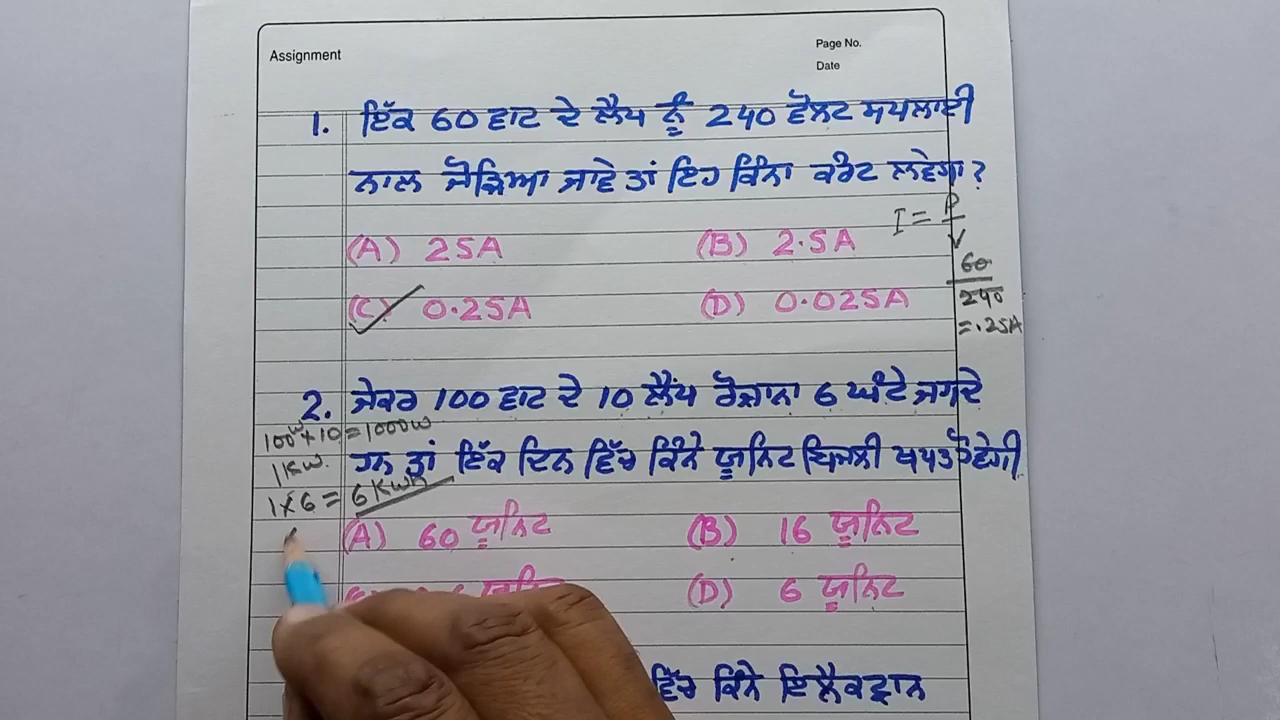 Assignment
Page No.
Date
1. ਇੱਕ 60 ਵਾਟ ਦੇ ਲੈਂਪ ਨੂੰ 240 ਵੋਲਟ ਸਪਲਾਈ
ਨਾਲ ਜੋੜਿਆ ਜਾਵੇ ਤਾਂ ਇਹ ਕਿੰਨਾ ਕਰੰਟ ਲਵੇਗਾ?
I = P/V
(A) 25A (B) 2.5A
60/240
(C) 0.25A (D) 0.025A
=.25A
2. ਜੇਕਰ 100 ਵਾਟ ਦੇ 10 ਲੈਂਪ ਰੋਜ਼ਾਨਾ 6 ਘੰਟੇ ਜਗਦੇ
100W+10=1000W
ਹਨ ਤਾਂ ਇੱਕ ਦਿਨ ਵਿੱਚ ਕਿੰਨੇ ਯੂਨਿਟ ਬਿਜਲੀ ਖਪਤ ਹੋਵੇਗੀ
1KW.
1×6=6KWh
(A) 60 ਯੂਨਿਟ (B) 16 ਯੂਨਿਟ
(D) 6 ਯੂਨਿਟ
ਵਿੱਚ ਕਿੰਨੇ ਇਲੈਕਟ੍ਰਾਨ